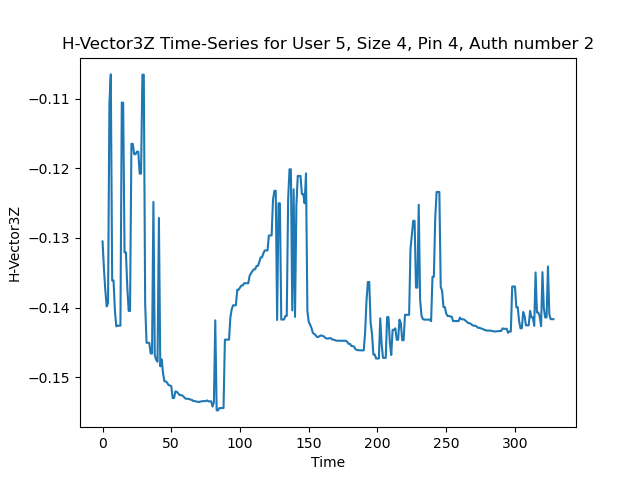 H-Vector3Z Time-Series for User 5, Size 4, Pin 4, Auth number 2
H-Vector3Z
−0.11
−0.12
−0.13
−0.14
−0.15
0 50 100 150 200 250 300
Time